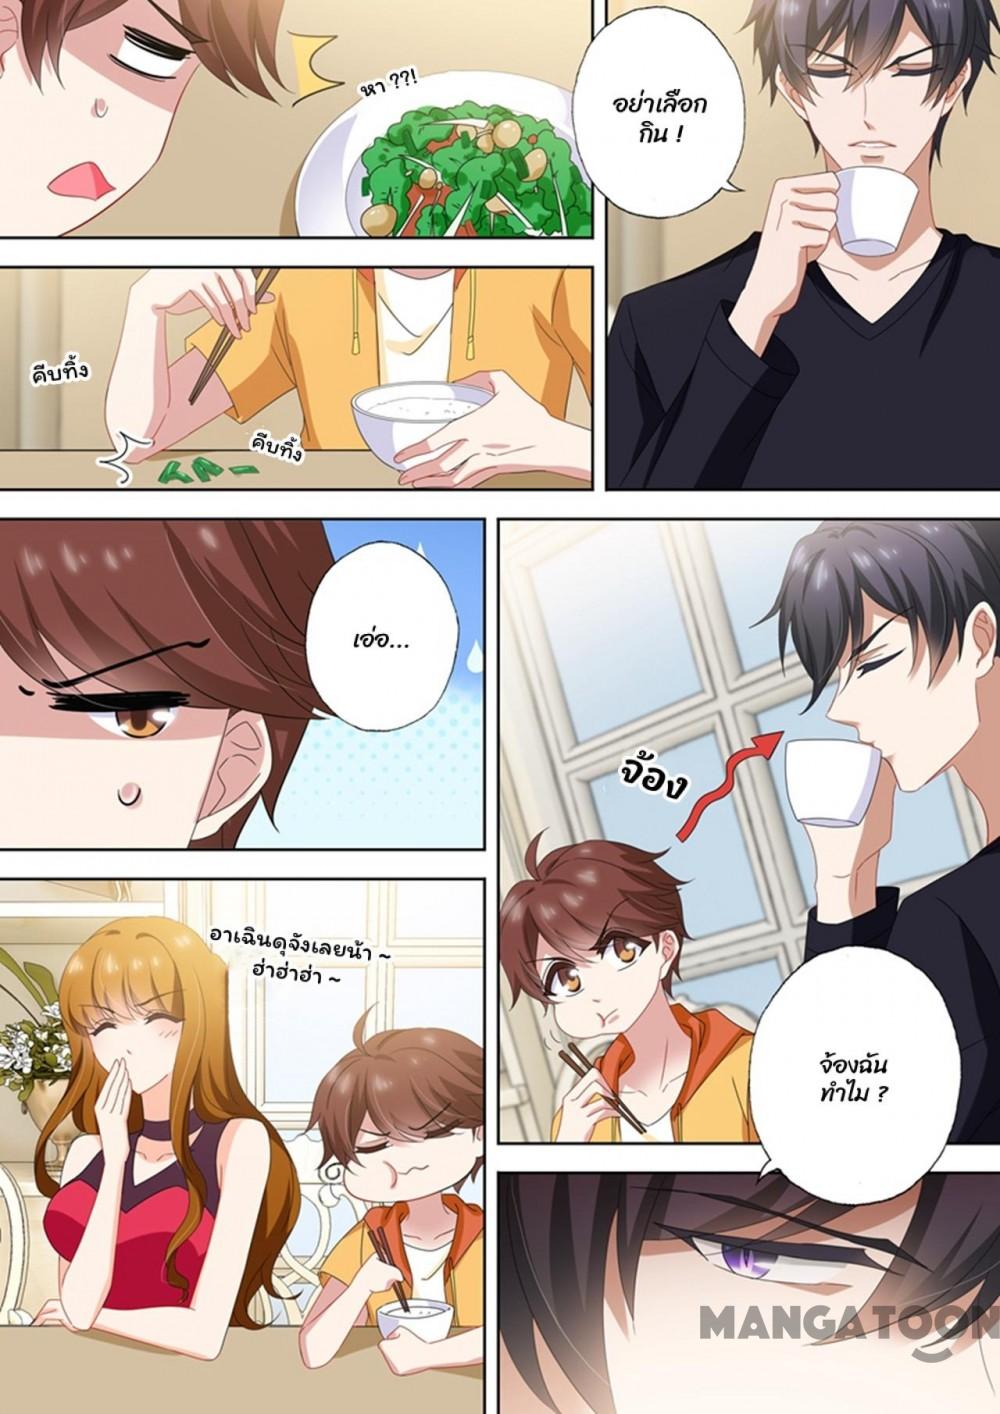 หา ??!
อย่าเลือก
กิน !
คีบทิ้ง
คีบทิ้ง
เอ่อ...
จ้อง
อาเฉินดุจังเลยน้า ~
ฮ่าฮ่าฮ่า ~
จ้องฉัน
ทำไม ?
MANGATOON